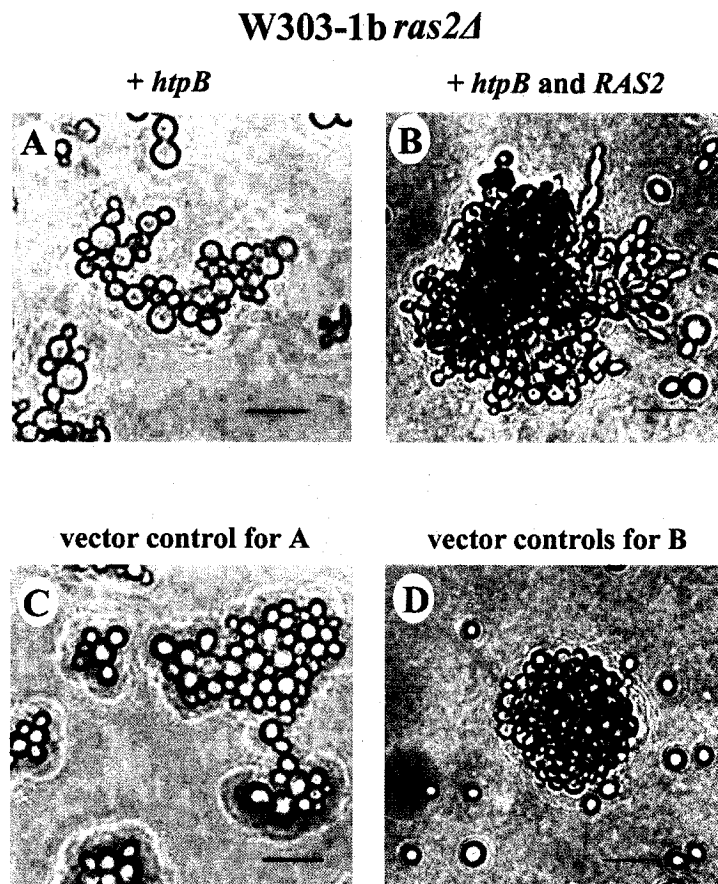 W303-1b ras2Δ
+ htpB
+ htpB and RAS2
A
B
vector control for A
vector controls for B
C
D